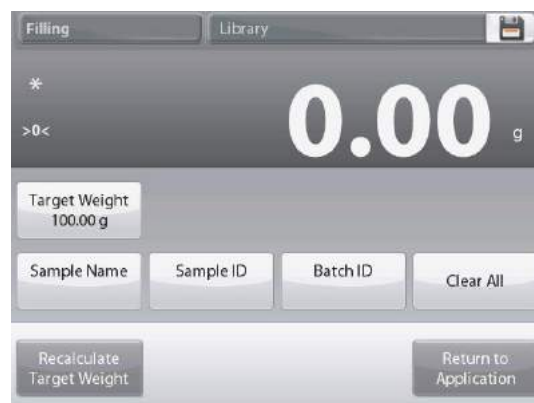 Filling Library
*
>0<
0.00 g
Target Weight
100.00 g
Sample Name Sample ID Batch ID Clear All
Recalculate
Target Weight
Return to
Application